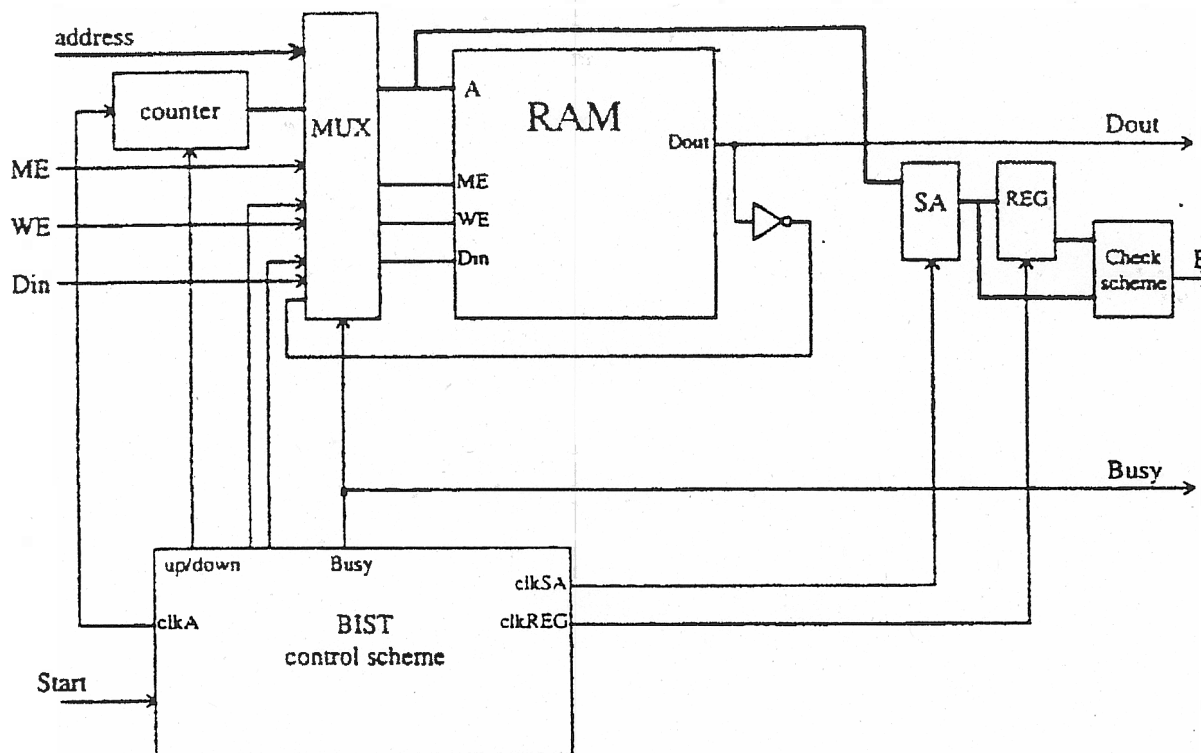 address
counter
ME
WE
Din
MUX
A
RAM
Dout
ME
WE
Din
Dout
SA
REG
Check
scheme
E
Busy
up/down
Busy
clkSA
clkA
clkREG
BIST
control scheme
Start